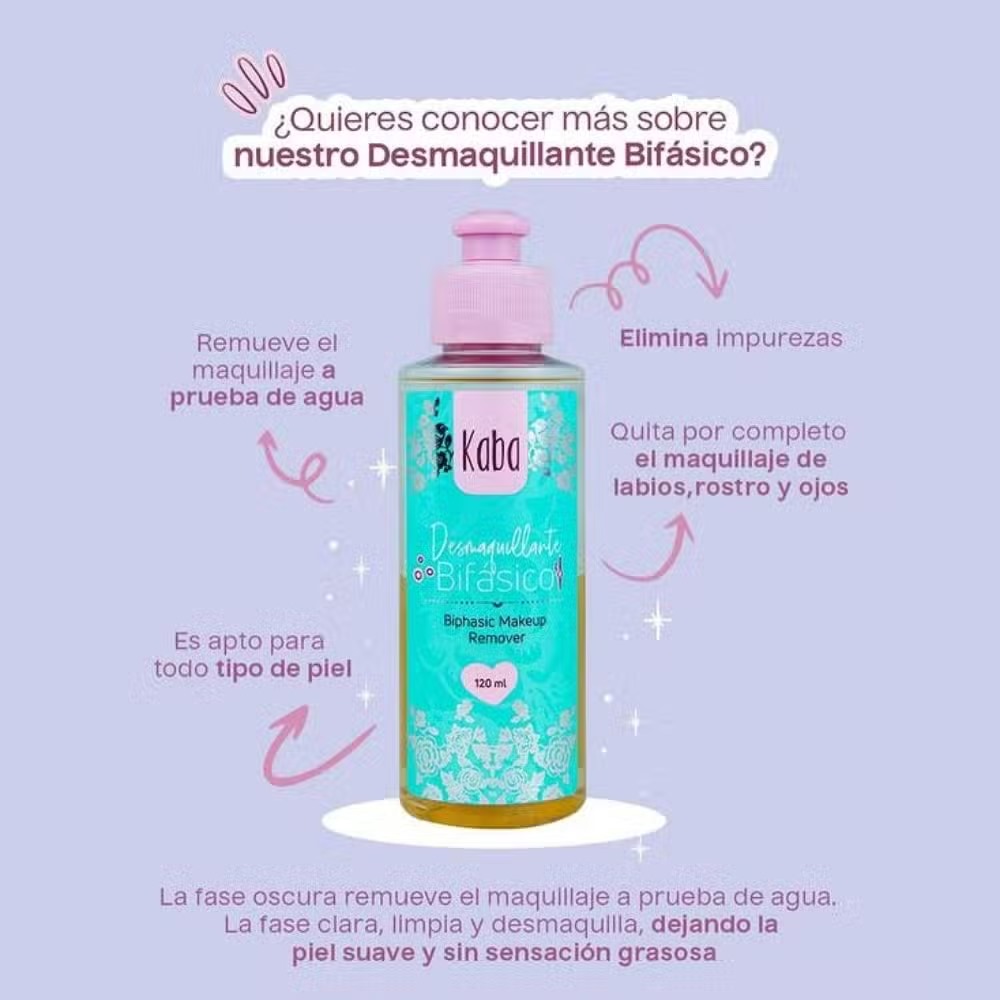 ¿Quieres conocer más sobre
nuestro Desmaquillante Bifásico?
Elimina Impurezas
Remueve el
maquillaje a
prueba de agua
Quita por completo
el maquillaje de
labios,rostro y ojos
Kaba
Desmaquillante
Bifásico
Biphasic Makeup
Remover
120 ml
Es apto para
todo tipo de piel
La fase oscura remueve el maquillaje a prueba de agua.
La fase clara, limpia y desmaquilla, dejando la
piel suave y sin sensación grasosa